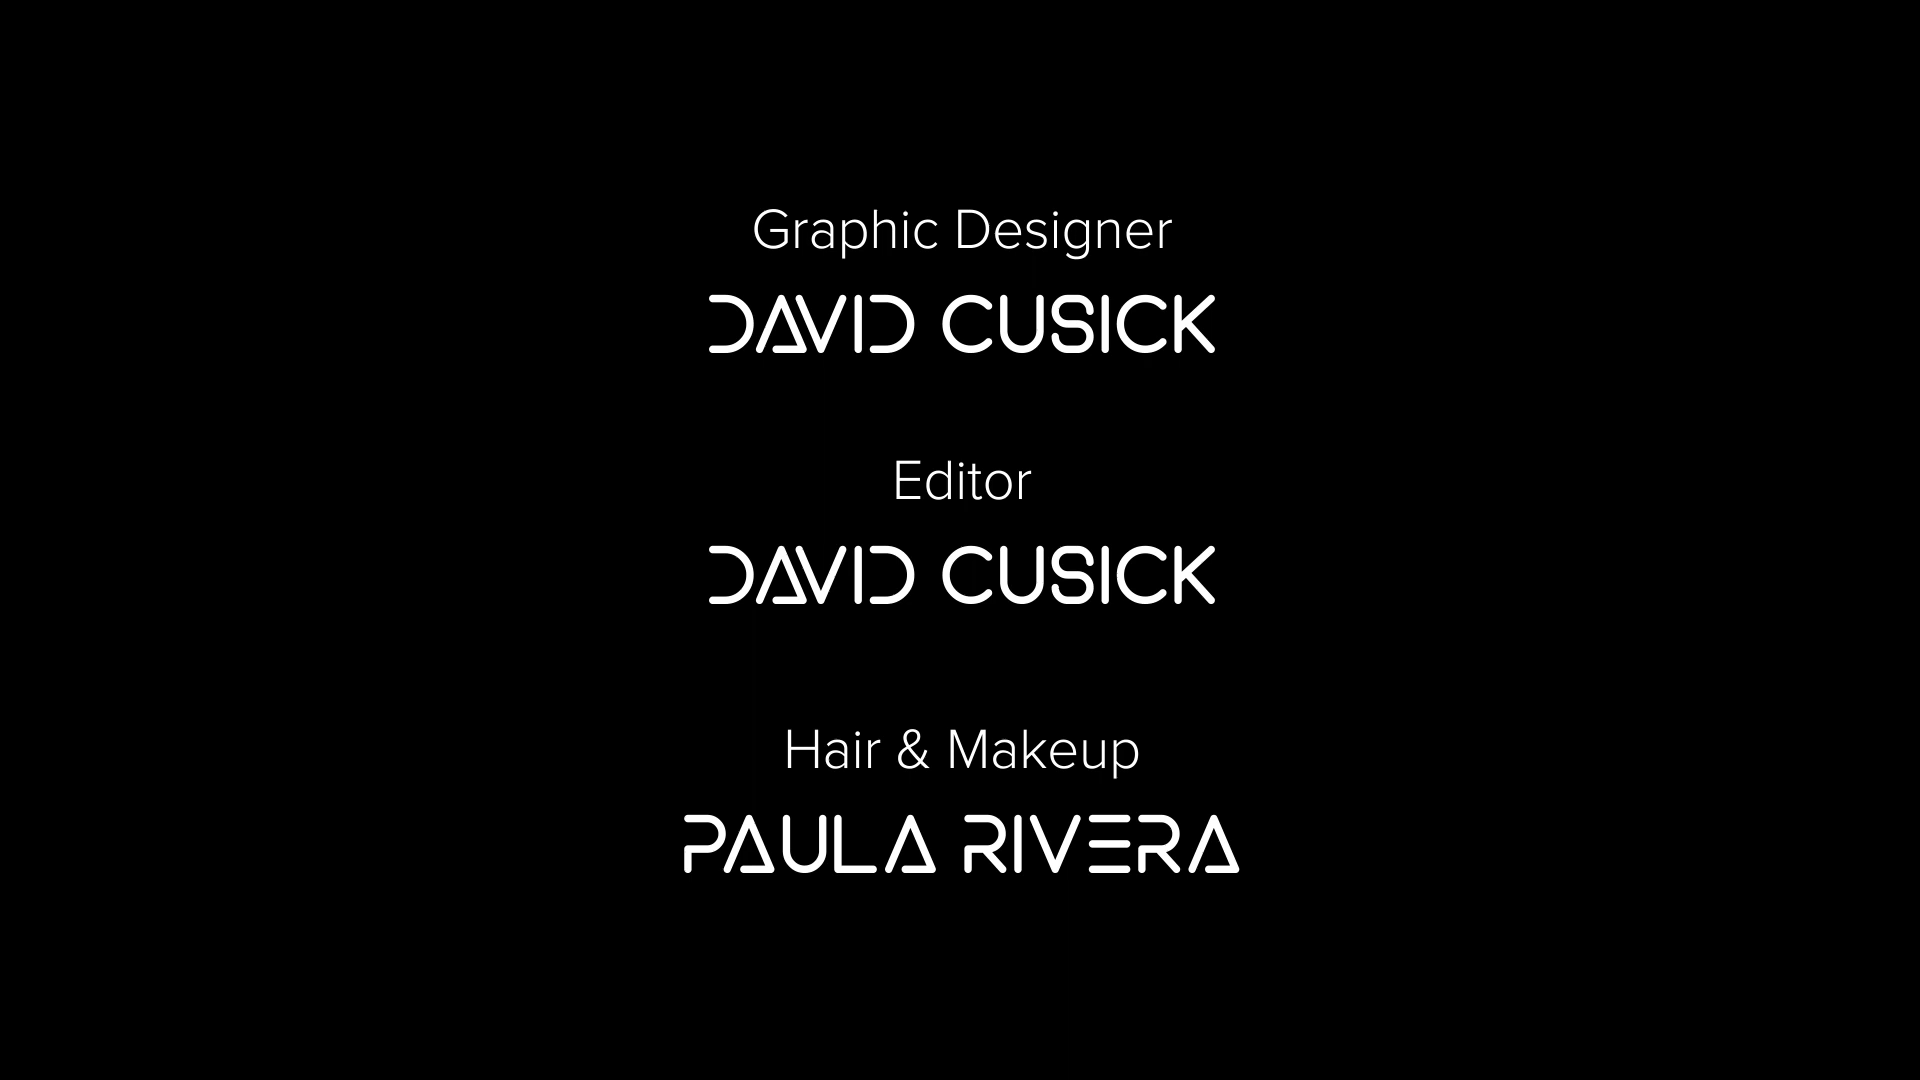 Graphic Designer
DAVID CUSICK
Editor
DAVID CUSICK
Hair & Makeup
PAULA RIVERA